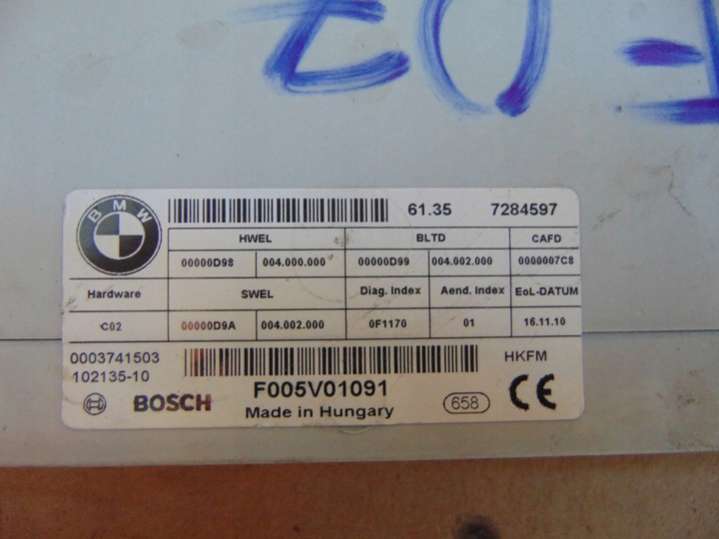 F-07
BMW
61.35 7284597
HWEL BLTD CAFD
00000D98 004.000.000 00000D99 004.002.000 0000007C8
Hardware SWEL Diag. Index Aend. Index EoL-DATUM
C02 00000D9A 004.002.000 0F1170 01 16.11.10
0003741503 HKFM
102135-10
BOSCH F005V01091 658 CE
Made in Hungary